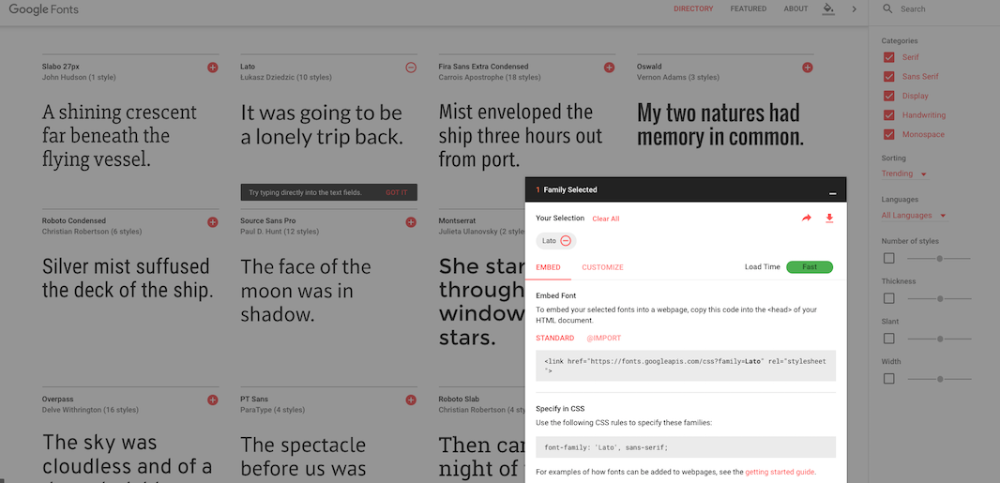 Google Fonts
DIRECTORY
FEATURED
ABOUT
Search
Slabo 27px
John Hudson (1 style)
A shining crescent
far beneath the
flying vessel.
Lato
Łukasz Dziedzic (10 styles)
It was going to be
a lonely trip back.
Try typing directly into the text fields.
GOT IT
Fira Sans Extra Condensed
Carrois Apostrophe (18 styles)
Mist enveloped the
ship three hours out
from port.
Oswald
Vernon Adams (3 styles)
My two natures had
memory in common.
Roboto Condensed
Christian Robertson (6 styles)
Silver mist suffused
the deck of the ship.
Source Sans Pro
Paul D. Hunt (12 styles)
The face of the
moon was in
shadow.
Montserrat
Julieta Ulanovsky (2 style
She star
through
window
stars.
Overpass
Delve Withrington (16 styles)
The sky was
cloudless and of a
PT Sans
ParaType (4 styles)
The spectacle
before us was
Roboto Slab
Christian Robertson (4 sty
Then can
night of
1 Family Selected
Your Selection
Clear All
Lato
EMBED
CUSTOMIZE
Load Time
Fast
Embed Font
To embed your selected fonts into a webpage, copy this code into the <head> of your
HTML document.
STANDARD
@IMPORT
<link href="https://fonts.googleapis.com/css?family=Lato" rel="stylesheet
">
Specify in CSS
Use the following CSS rules to specify these families:
font-family: 'Lato', sans-serif;
For examples of how fonts can be added to webpages, see the getting started guide.
Categories
Serif
Sans Serif
Display
Handwriting
Monospace
Sorting
Trending
Languages
All Languages
Number of styles
Thickness
Slant
Width